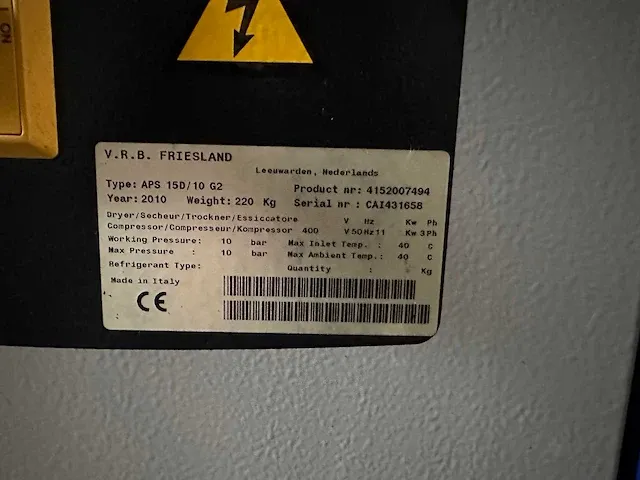 I ON
V.R.B. FRIESLAND
Leeuwarden, Nederlands
Type: APS 15D/10 G2 Product nr: 4152007494
Year: 2010 Weight: 220 Kg Serial nr : CAI431658
Dryer/Secheur/Trockner/Essiccatore V Hz Kw Ph
Compressor/Compresseur/Kompressor 400 V 50 Hz 11 Kw 3 Ph
Working Pressure: 10 bar Max Inlet Temp. : 40 C
Max Pressure : 10 bar Max Ambient Temp.: 40 C
Refrigerant Type: Quantity : Kg
Made in Italy
CE